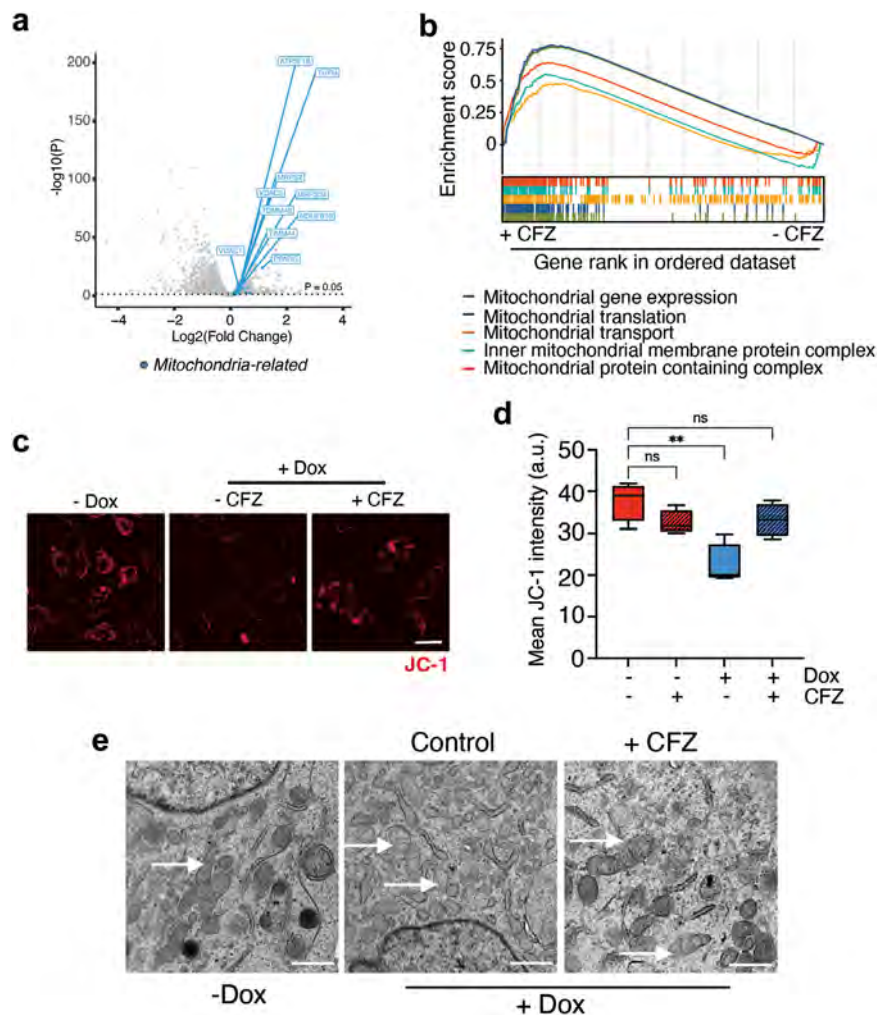 a
-log10(P)
200
150
100
50
0
VDAC1
P = 0.05
-4
-2
0
2
4
Log2(Fold Change)
Mitochondria-related
b
Enrichment score
0.75
0.5
0.25
0
+ CFZ
- CFZ
Gene rank in ordered dataset
Mitochondrial gene expression
Mitochondrial translation
Mitochondrial transport
Inner mitochondrial membrane protein complex
Mitochondrial protein containing complex
c
+ Dox
- Dox
- CFZ
+ CFZ
JC-1
d
Mean JC-1 intensity (a.u.)
50
40
30
20
10
0
ns
**
ns
- - + + Dox
- + - + CFZ
e
Control
+ CFZ
-Dox
+ Dox